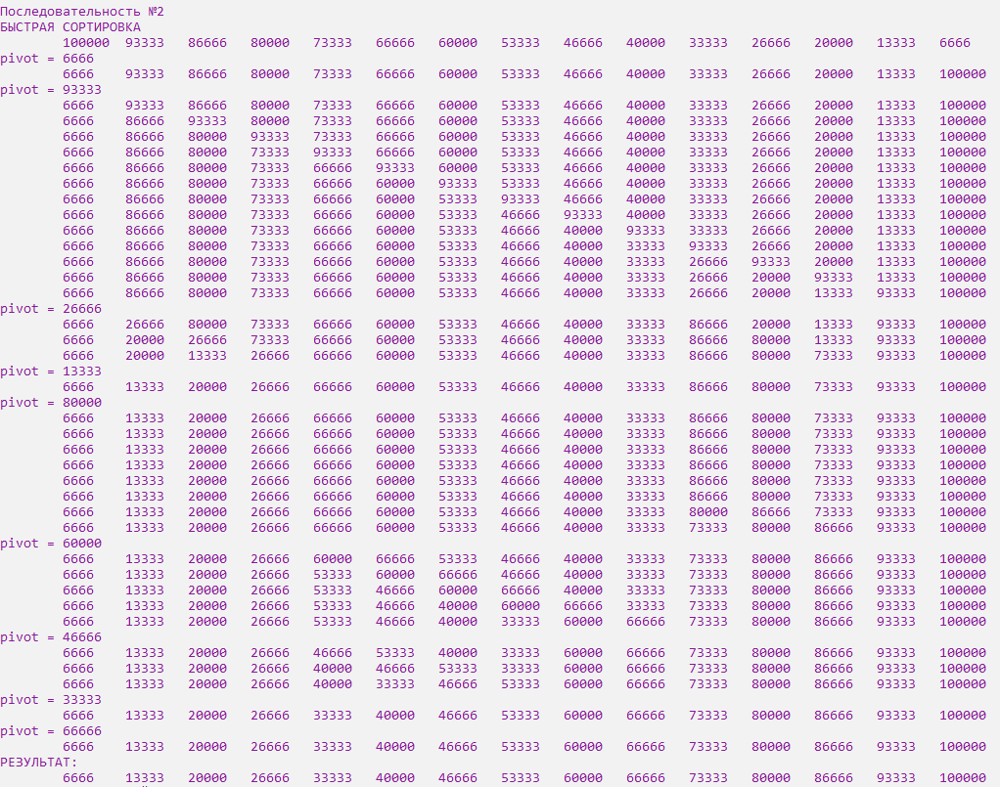 Последовательность №2
БЫСТРАЯ СОРТИРОВКА
100000 93333 86666 80000 73333 66666 60000 53333 46666 40000 33333 26666 20000 13333 6666
pivot = 6666
6666 93333 86666 80000 73333 66666 60000 53333 46666 40000 33333 26666 20000 13333 100000
pivot = 93333
6666 93333 86666 80000 73333 66666 60000 53333 46666 40000 33333 26666 20000 13333 100000
6666 86666 93333 80000 73333 66666 60000 53333 46666 40000 33333 26666 20000 13333 100000
6666 86666 80000 93333 73333 66666 60000 53333 46666 40000 33333 26666 20000 13333 100000
6666 86666 80000 73333 93333 66666 60000 53333 46666 40000 33333 26666 20000 13333 100000
6666 86666 80000 73333 66666 93333 60000 53333 46666 40000 33333 26666 20000 13333 100000
6666 86666 80000 73333 66666 60000 93333 53333 46666 40000 33333 26666 20000 13333 100000
6666 86666 80000 73333 66666 60000 53333 93333 46666 40000 33333 26666 20000 13333 100000
6666 86666 80000 73333 66666 60000 53333 46666 93333 40000 33333 26666 20000 13333 100000
6666 86666 80000 73333 66666 60000 53333 46666 40000 93333 33333 26666 20000 13333 100000
6666 86666 80000 73333 66666 60000 53333 46666 40000 33333 93333 26666 20000 13333 100000
6666 86666 80000 73333 66666 60000 53333 46666 40000 33333 26666 93333 20000 13333 100000
6666 86666 80000 73333 66666 60000 53333 46666 40000 33333 26666 20000 93333 13333 100000
6666 86666 80000 73333 66666 60000 53333 46666 40000 33333 26666 20000 13333 93333 100000
pivot = 26666
6666 26666 80000 73333 66666 60000 53333 46666 40000 33333 86666 20000 13333 93333 100000
6666 20000 26666 73333 66666 60000 53333 46666 40000 33333 86666 80000 13333 93333 100000
6666 20000 13333 26666 66666 60000 53333 46666 40000 33333 86666 80000 73333 93333 100000
pivot = 13333
6666 13333 20000 26666 66666 60000 53333 46666 40000 33333 86666 80000 73333 93333 100000
pivot = 80000
6666 13333 20000 26666 66666 60000 53333 46666 40000 33333 86666 80000 73333 93333 100000
6666 13333 20000 26666 66666 60000 53333 46666 40000 33333 86666 80000 73333 93333 100000
6666 13333 20000 26666 66666 60000 53333 46666 40000 33333 86666 80000 73333 93333 100000
6666 13333 20000 26666 66666 60000 53333 46666 40000 33333 86666 80000 73333 93333 100000
6666 13333 20000 26666 66666 60000 53333 46666 40000 33333 86666 80000 73333 93333 100000
6666 13333 20000 26666 66666 60000 53333 46666 40000 33333 86666 80000 73333 93333 100000
6666 13333 20000 26666 66666 60000 53333 46666 40000 33333 80000 86666 73333 93333 100000
6666 13333 20000 26666 66666 60000 53333 46666 40000 33333 73333 80000 86666 93333 100000
pivot = 60000
6666 13333 20000 26666 60000 66666 53333 46666 40000 33333 73333 80000 86666 93333 100000
6666 13333 20000 26666 53333 60000 66666 46666 40000 33333 73333 80000 86666 93333 100000
6666 13333 20000 26666 53333 46666 60000 66666 40000 33333 73333 80000 86666 93333 100000
6666 13333 20000 26666 53333 46666 40000 60000 66666 33333 73333 80000 86666 93333 100000
6666 13333 20000 26666 53333 46666 40000 33333 60000 66666 73333 80000 86666 93333 100000
pivot = 46666
6666 13333 20000 26666 46666 53333 40000 33333 60000 66666 73333 80000 86666 93333 100000
6666 13333 20000 26666 40000 46666 53333 33333 60000 66666 73333 80000 86666 93333 100000
6666 13333 20000 26666 40000 33333 46666 53333 60000 66666 73333 80000 86666 93333 100000
pivot = 33333
6666 13333 20000 26666 33333 40000 46666 53333 60000 66666 73333 80000 86666 93333 100000
pivot = 66666
6666 13333 20000 26666 33333 40000 46666 53333 60000 66666 73333 80000 86666 93333 100000
РЕЗУЛЬТАТ:
6666 13333 20000 26666 33333 40000 46666 53333 60000 66666 73333 80000 86666 93333 100000